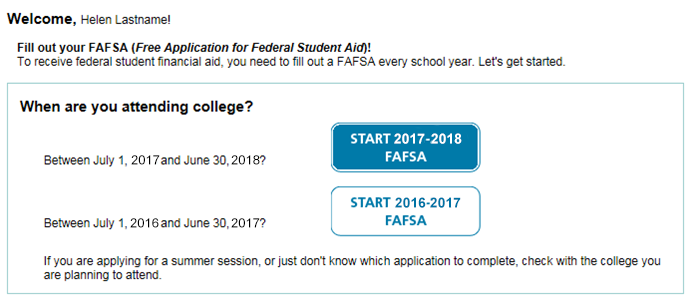 Welcome, Helen Lastname!
Fill out your FAFSA (Free Application for Federal Student Aid)!
To receive federal student financial aid, you need to fill out a FAFSA every school year. Let's get started.
When are you attending college?
Between July 1, 2017 and June 30, 2018?
START 2017-2018
FAFSA
Between July 1, 2016 and June 30, 2017?
START 2016-2017
FAFSA
If you are applying for a summer session, or just don't know which application to complete, check with the college you
are planning to attend.